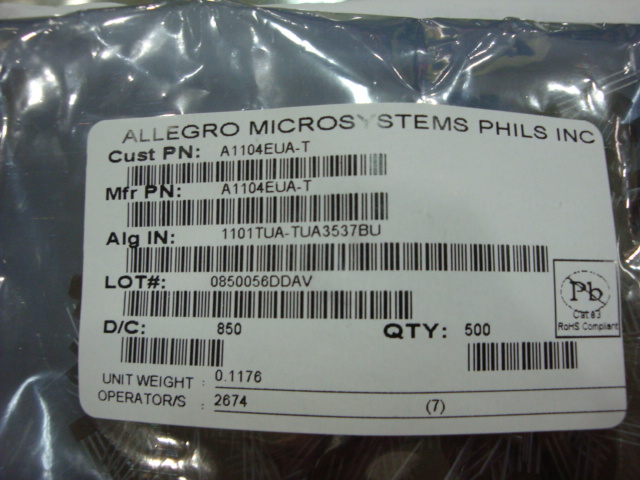 ALLEGRO MICROSYSTEMS PHILS INC
Cust PN: A1104EUA-T
Mfr PN: A1104EUA-T
Alg IN: 1101TUA-TUA3537BU
LOT#: 0850056DDAV
Pb
Cat e3
RoHS Compliant
D/C: 850 QTY: 500
UNIT WEIGHT : 0.1176
OPERATOR/S : 2674 (7)